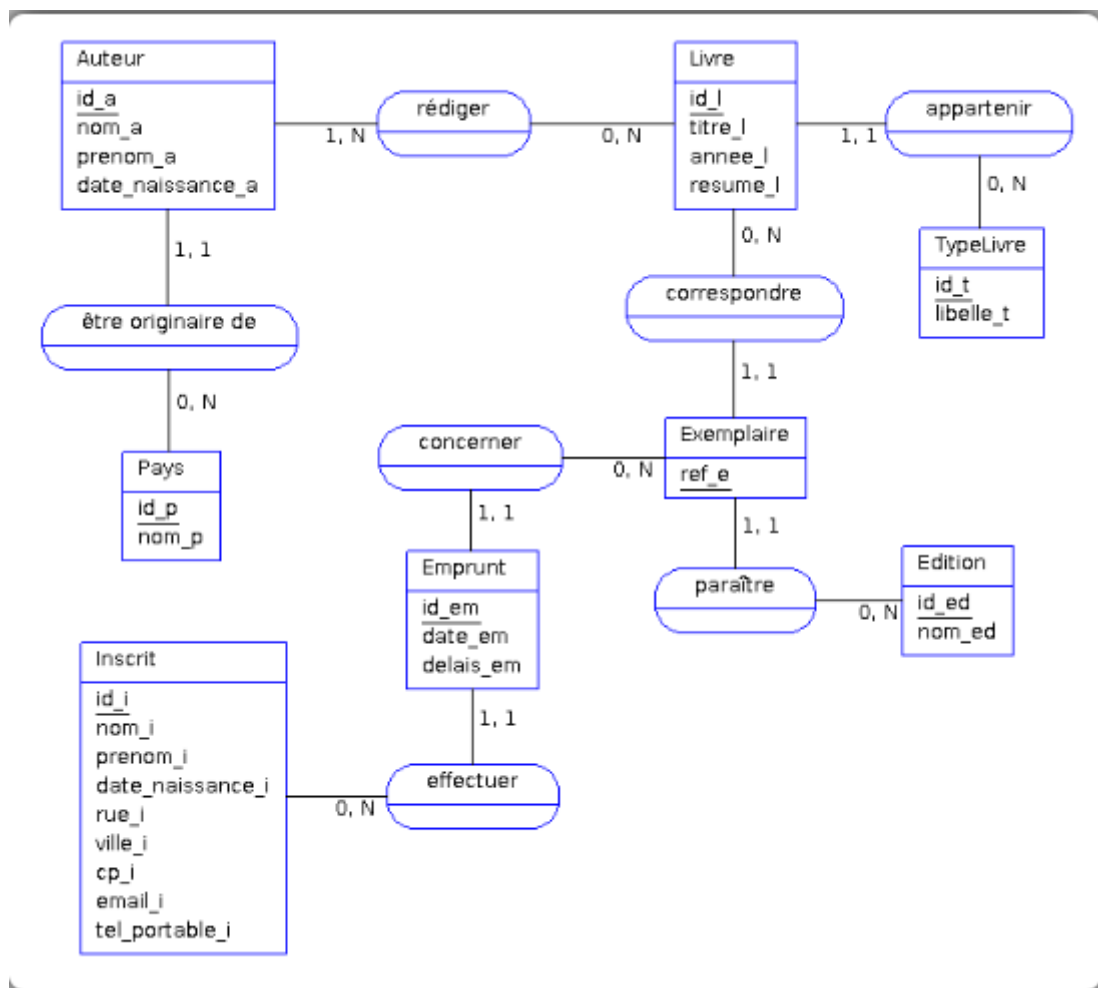 Auteur
id_a
nom_a
prenom_a
date_naissance_a
1, N
rédiger
0, N
Livre
id_l
titre_l
annee_l
resume_l
1, 1
appartenir
0, N
TypeLivre
id_t
libelle_t
1, 1
être originaire de
0, N
Pays
id_p
nom_p
0, N
correspondre
1, 1
Exemplaire
ref_e
0, N
concerner
1, 1
Emprunt
id_em
date_em
delais_em
1, 1
paraître
0, N
Edition
id_ed
nom_ed
1, 1
effectuer
0, N
Inscrit
id_i
nom_i
prenom_i
date_naissance_i
rue_i
ville_i
cp_i
email_i
tel_portable_i